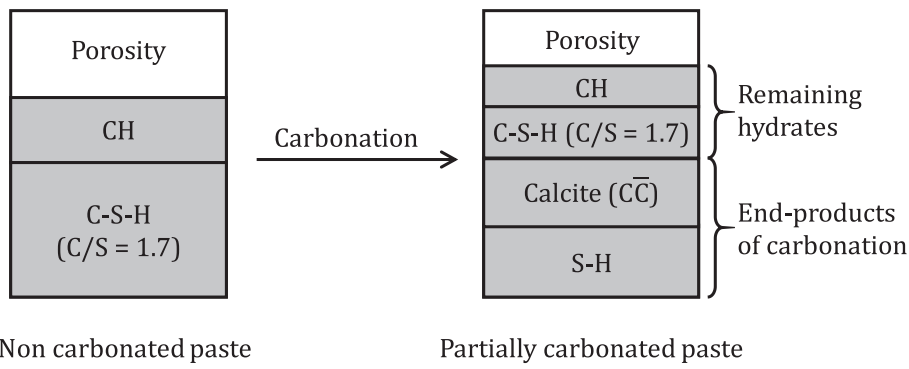 Porosity
CH
C-S-H
(C/S = 1.7)
Non carbonated paste
Carbonation
Porosity
CH
C-S-H (C/S = 1.7)
Calcite (CC̅)
S-H
Remaining
hydrates
End-products
of carbonation
Partially carbonated paste